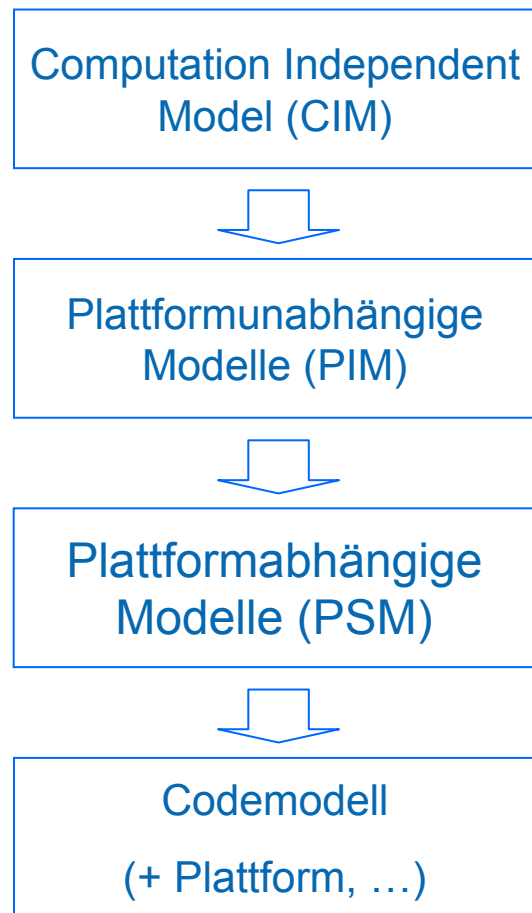 Computation Independent
Model (CIM)
Plattformunabhängige
Modelle (PIM)
Plattformabhängige
Modelle (PSM)
Codemodell
(+ Plattform, …)